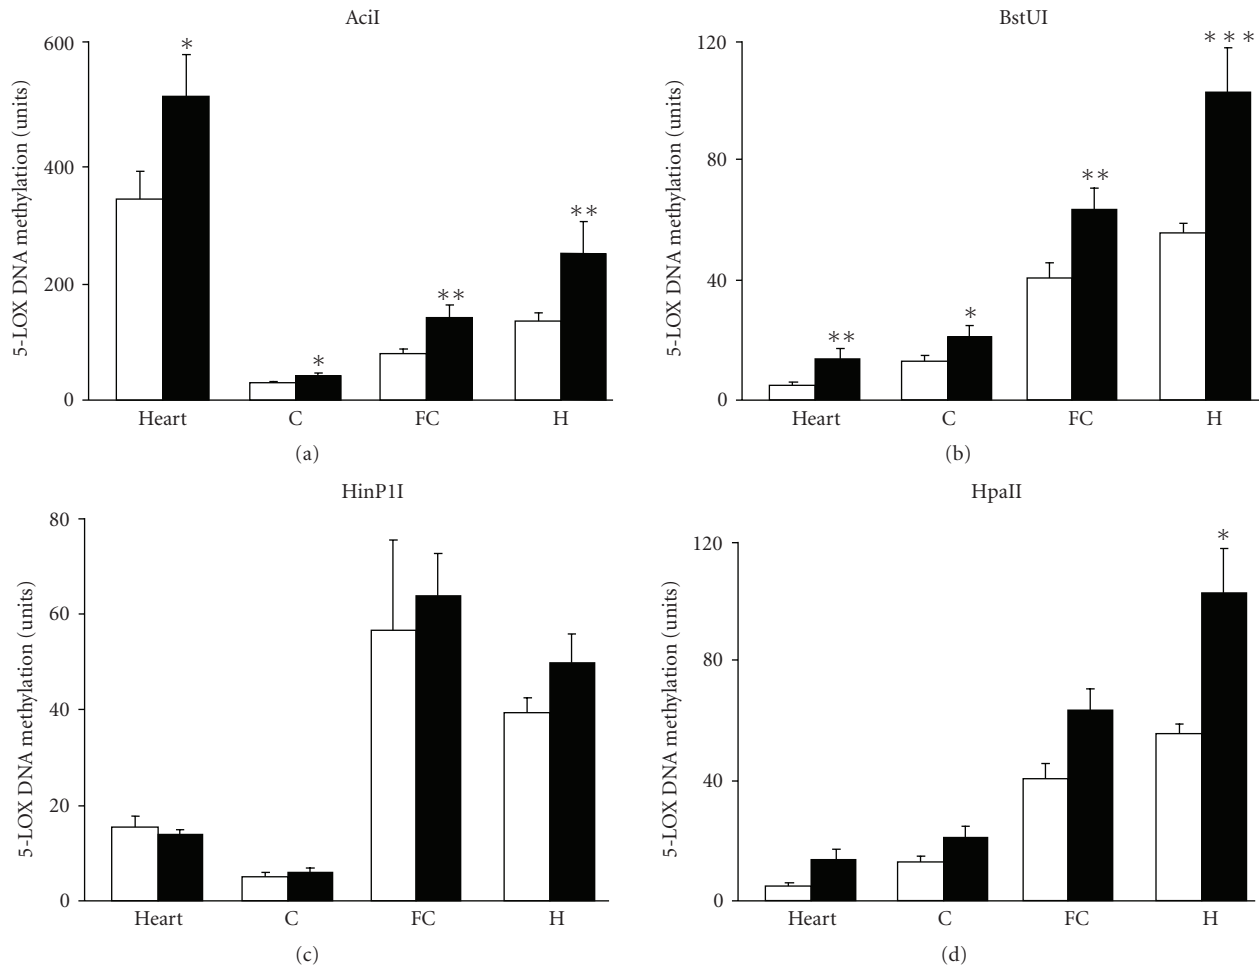 AciI
5-LOX DNA methylation (units)
600
400
200
0
*
*
**
**
Heart C FC H
(a)
BstUI
5-LOX DNA methylation (units)
120
80
40
0
**
*
**
***
Heart C FC H
(b)
HinP1I
5-LOX DNA methylation (units)
80
60
40
20
0
Heart C FC H
(c)
HpaII
5-LOX DNA methylation (units)
120
80
40
0
*
Heart C FC H
(d)